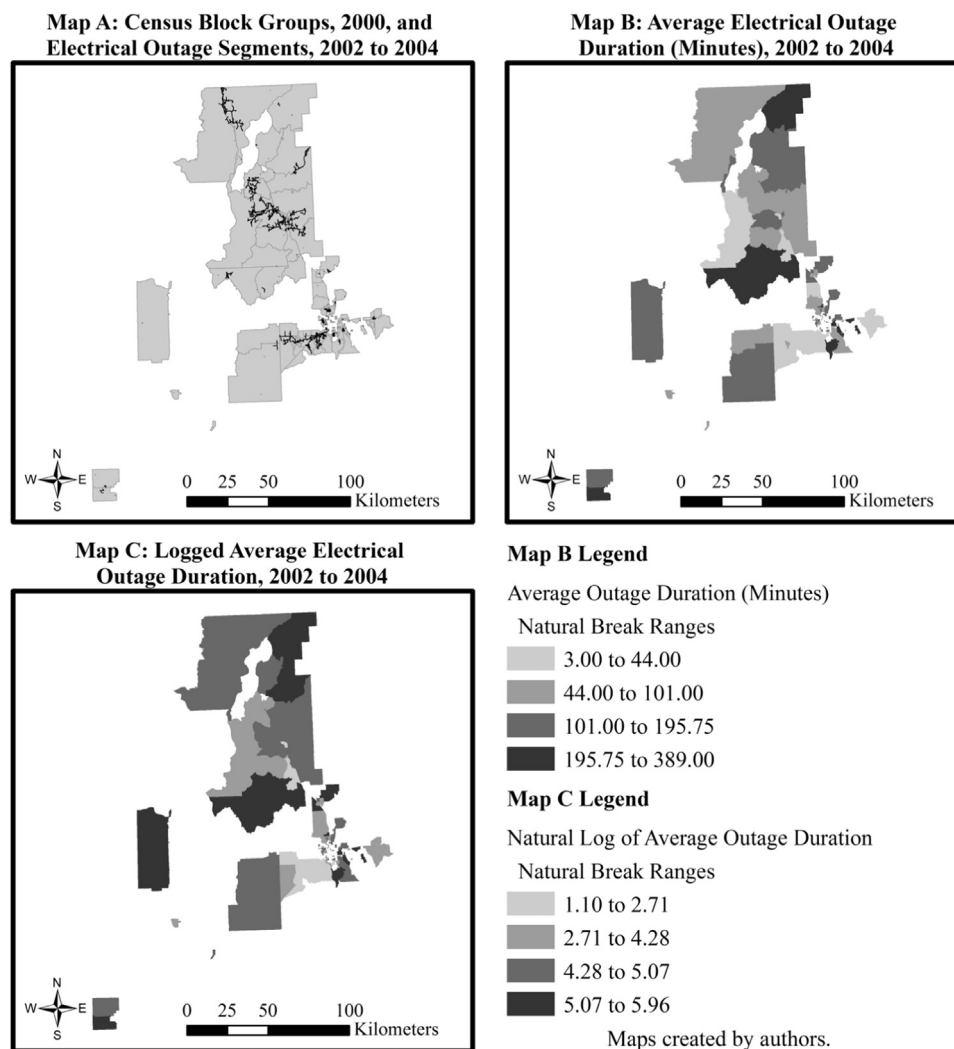 Map A: Census Block Groups, 2000, and
Electrical Outage Segments, 2002 to 2004
N
W E
S
0 25 50 100
Kilometers
Map B: Average Electrical Outage
Duration (Minutes), 2002 to 2004
N
W E
S
0 25 50 100
Kilometers
Map C: Logged Average Electrical
Outage Duration, 2002 to 2004
N
W E
S
0 25 50 100
Kilometers
Map B Legend
Average Outage Duration (Minutes)
Natural Break Ranges
3.00 to 44.00
44.00 to 101.00
101.00 to 195.75
195.75 to 389.00
Map C Legend
Natural Log of Average Outage Duration
Natural Break Ranges
1.10 to 2.71
2.71 to 4.28
4.28 to 5.07
5.07 to 5.96
Maps created by authors.